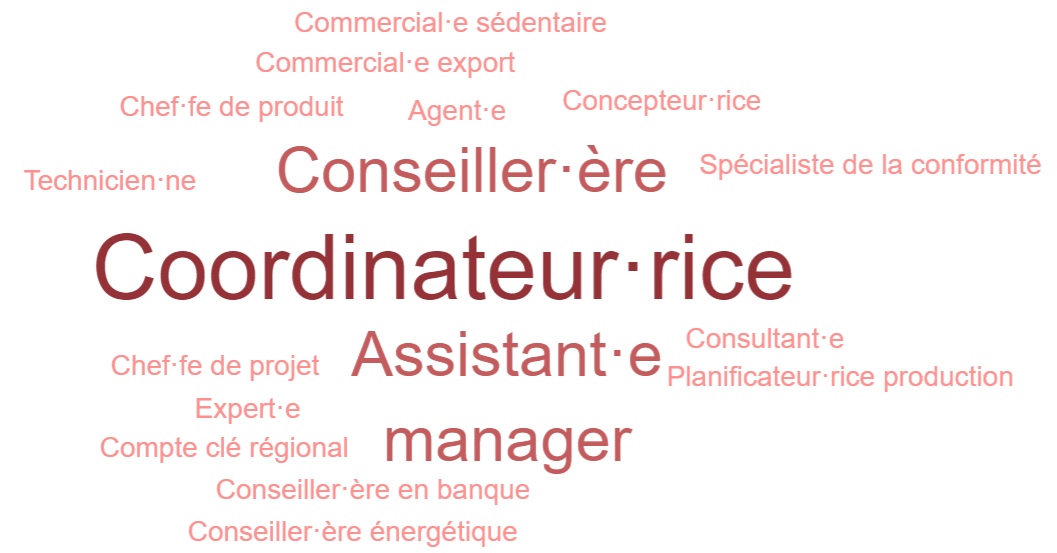 Commercial·e sédentaire
Commercial·e export
Chef·fe de produit
Agent·e
Concepteur·rice
Technicien·ne
Conseiller·ère
Spécialiste de la conformité
Coordinateur·rice
Chef·fe de projet
Assistant·e
Consultant·e
Planificateur·rice production
Expert·e
Compte clé régional
manager
Conseiller·ère en banque
Conseiller·ère énergétique